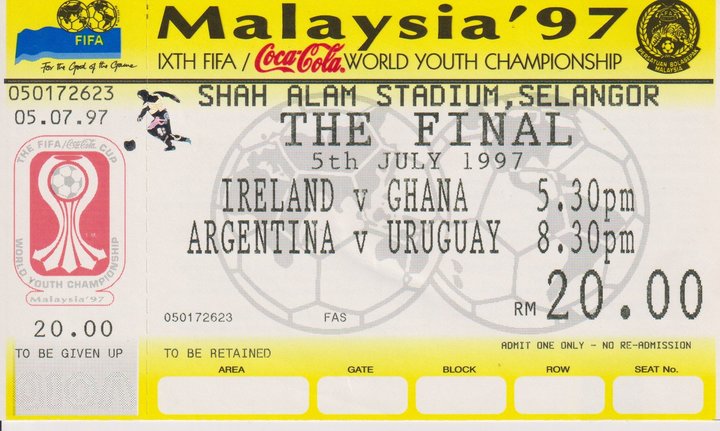 FIFA
For the Good of the Game
Malaysia'97
IXTH FIFA / Coca-Cola WORLD YOUTH CHAMPIONSHIP
MALAYSIA
050172623
05.07.97
SHAH ALAM STADIUM,SELANGOR
THE FINAL
5th JULY 1997
IRELAND v GHANA 5.30pm
ARGENTINA v URUGUAY 8.30pm
RM 20.00
THE FIFA/Coca-Cola CUP
WORLD YOUTH CHAMPIONSHIP
Malaysia'97
20.00
050172623 FAS
ADMIT ONE ONLY - NO RE-ADMISSION
TO BE GIVEN UP
TO BE RETAINED
AREA GATE BLOCK ROW SEAT No.